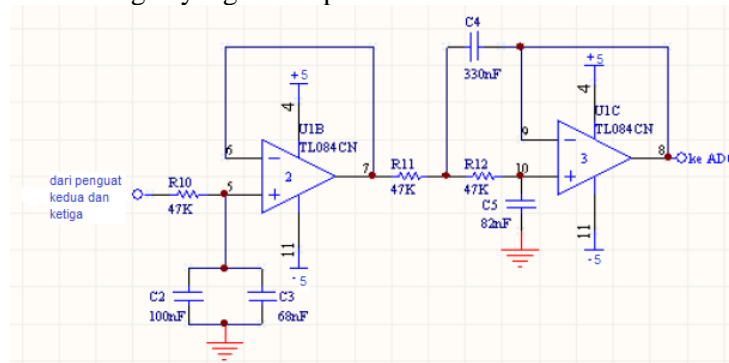 C4
330nF
+5
4
U1B
TL084CN
6
2
7
5
+
11
-5
dari penguat
kedua dan
ketiga
R10
47K
C2
100nF
C3
68nF
R11
47K
R12
47K
C5
82nF
+5
4
U1C
TL084CN
9
3
8
10
+
11
-5
ke AD